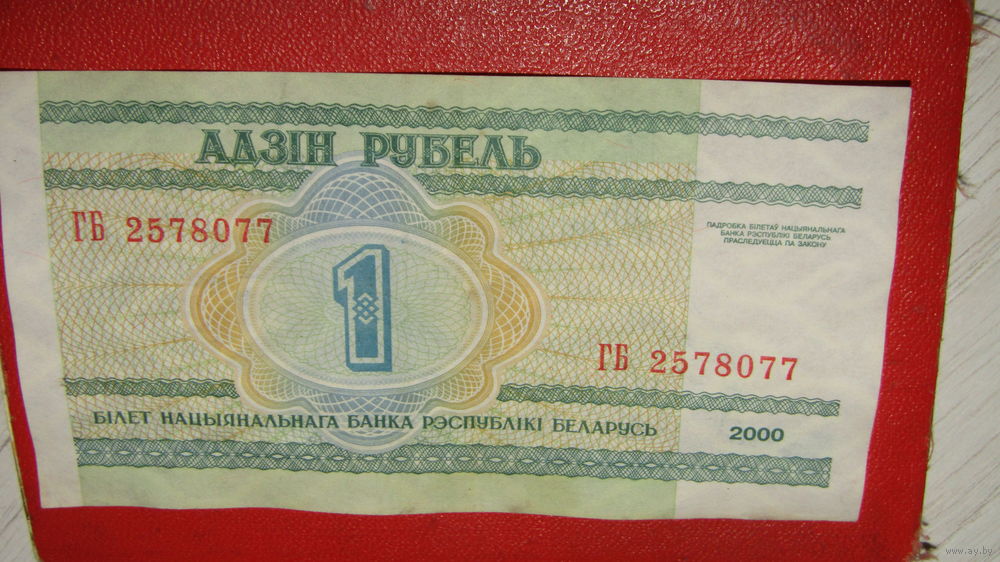 АДЗІН РУБЕЛЬ
ГБ 2578077
ПАДРОБКА БІЛЕТАЎ НАЦЫЯНАЛЬНАГА
БАНКА РЭСПУБЛІКІ БЕЛАРУСЬ
ПРАСЛЕДУЕЦЦА ПА ЗАКОНУ
1
ГБ 2578077
БІЛЕТ НАЦЫЯНАЛЬНАГА БАНКА РЭСПУБЛІКІ БЕЛАРУСЬ
2000
www.ay.by